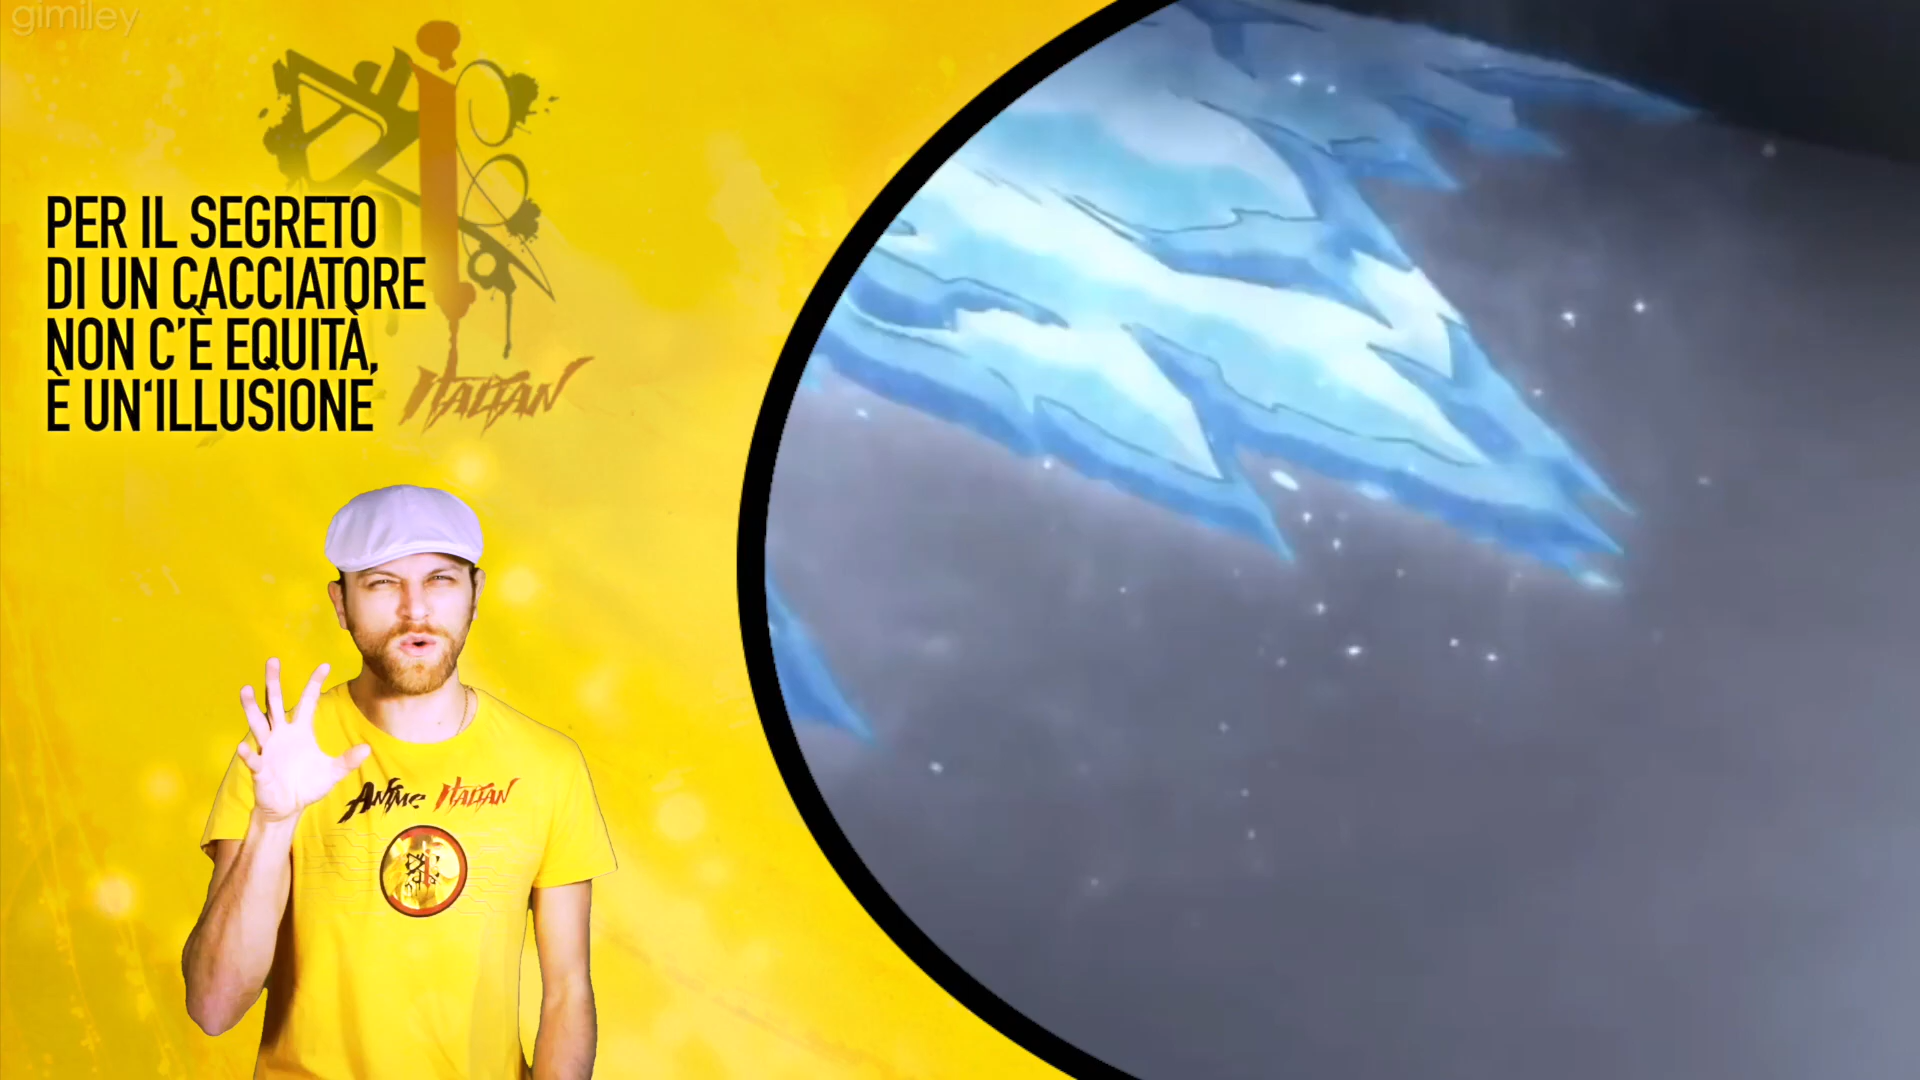 gimiley
PER IL SEGRETO
DI UN CACCIATORE
NON C'È EQUITÀ,
È UN'ILLUSIONE
ITALIAN
ANIME ITALIAN